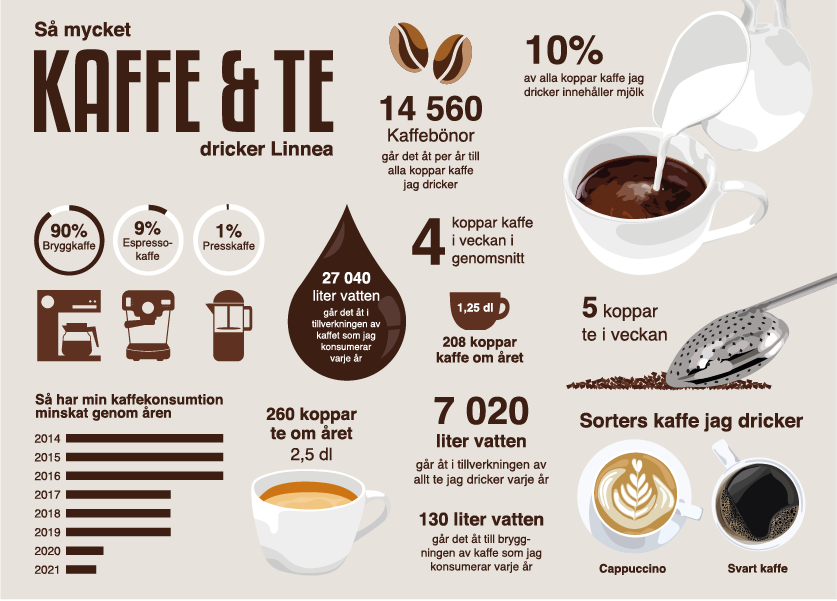 Så mycket
KAFFE & TE
dricker Linnea
14 560
Kaffebönor
går det åt per år till
alla koppar kaffe
jag dricker
10%
av alla koppar kaffe jag
dricker innehåller mjölk
90%
Bryggkaffe
9%
Espresso-
kaffe
1%
Presskaffe
27 040
liter vatten
går det åt i
tillverkningen av
kaffet som jag
konsumerar
varje år
4
koppar kaffe
i veckan i
genomsnitt
1,25 dl
208 koppar
kaffe om året
5 koppar
te i veckan
Så har min kaffekonsumtion
minskat genom åren
2014
2015
2016
2017
2018
2019
2020
2021
260 koppar
te om året
2,5 dl
7 020
liter vatten
går åt i tillverkningen av
allt te jag dricker varje år
130 liter vatten
går det åt till brygg-
ningen av kaffe som jag
konsumerar varje år
Sorters kaffe jag dricker
Cappuccino
Svart kaffe